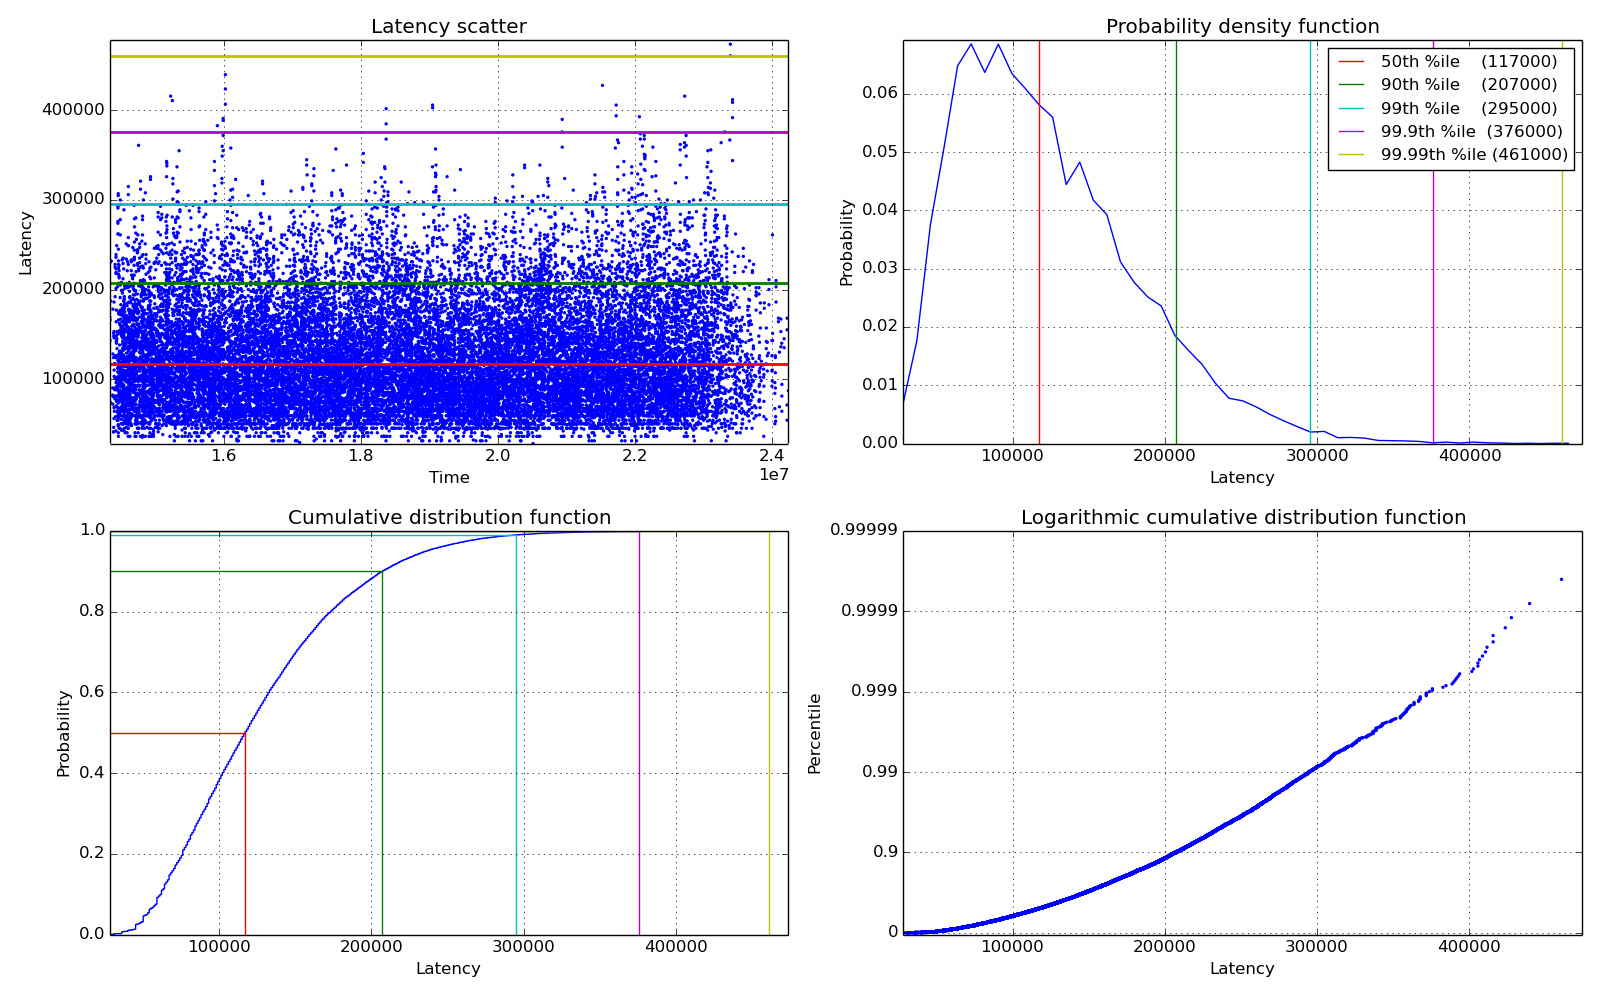 Latency scatter
400000
300000
200000
100000
Latency
1.6
1.8
2.0
2.2
2.4
1e7
Time
Probability density function
50th %ile (117000)
90th %ile (207000)
99th %ile (295000)
99.9th %ile (376000)
99.99th %ile (461000)
0.06
0.05
0.04
0.03
0.02
0.01
0.00
Probability
100000
200000
300000
400000
Latency
Cumulative distribution function
1.0
0.8
0.6
0.4
0.2
0.0
Probability
100000
200000
300000
400000
Latency
Logarithmic cumulative distribution function
0.99999
0.9999
0.999
0.99
0.9
0
Percentile
100000
200000
300000
400000
Latency